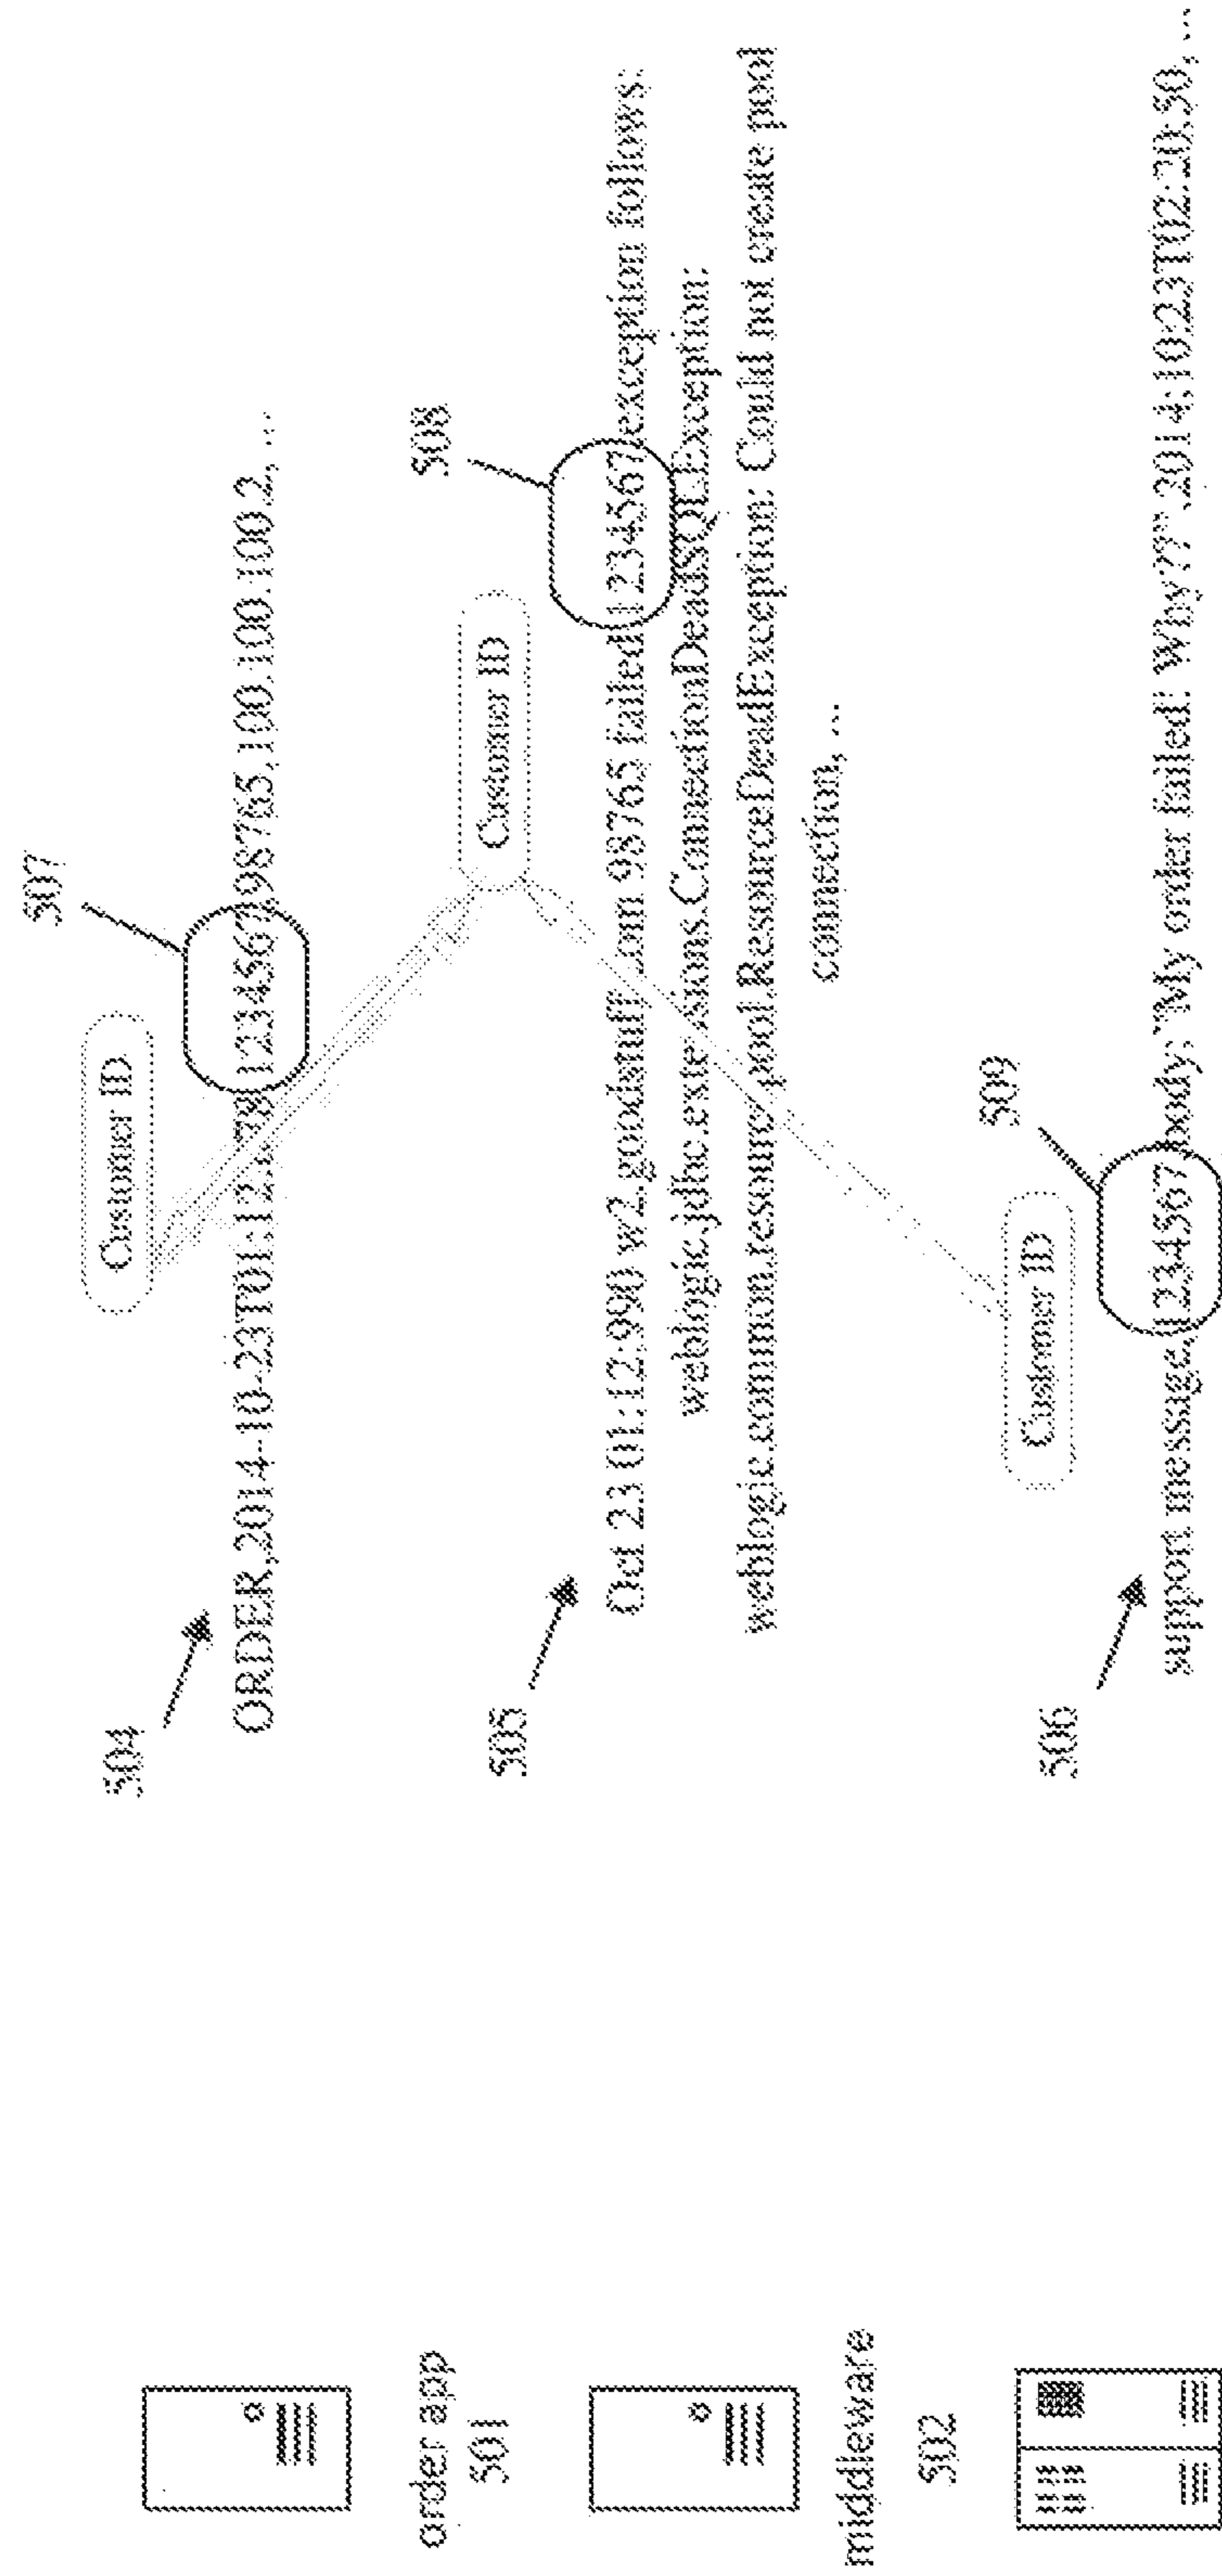 504
507
Customer ID
ORDER,2014-10-23T01:12:178,1234567,98765,100.100.100.2, ...
order app
501
505
508
Customer ID
Oct 23 01:12:990 w2.goodstuff.com 98765 failed,1234567,exception follows:
weblogic.jdbc.extensions.ConnectionDeadSQLException:
weblogic.common.resourcepool.ResourceDeadException: Could not create pool
connection, ...
middleware
502
506
509
Customer ID
support message,1234567,body: "My order failed! Why??",2014:10:23T02:20:50, ...